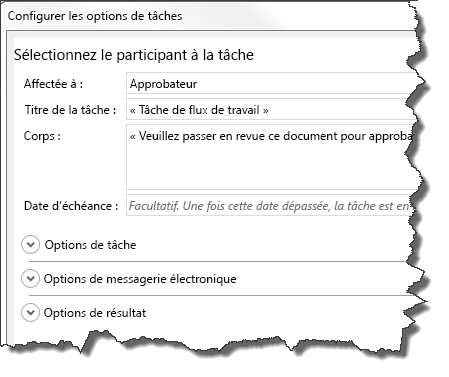 Configurer les options de tâches
Sélectionnez le participant à la tâche
Affectée à : Approbateur
Titre de la tâche : « Tâche de flux de travail »
Corps : « Veuillez passer en revue ce document pour approba
Date d'échéance : Facultatif. Une fois cette date dépassée, la tâche est en
Options de tâche
Options de messagerie électronique
Options de résultat